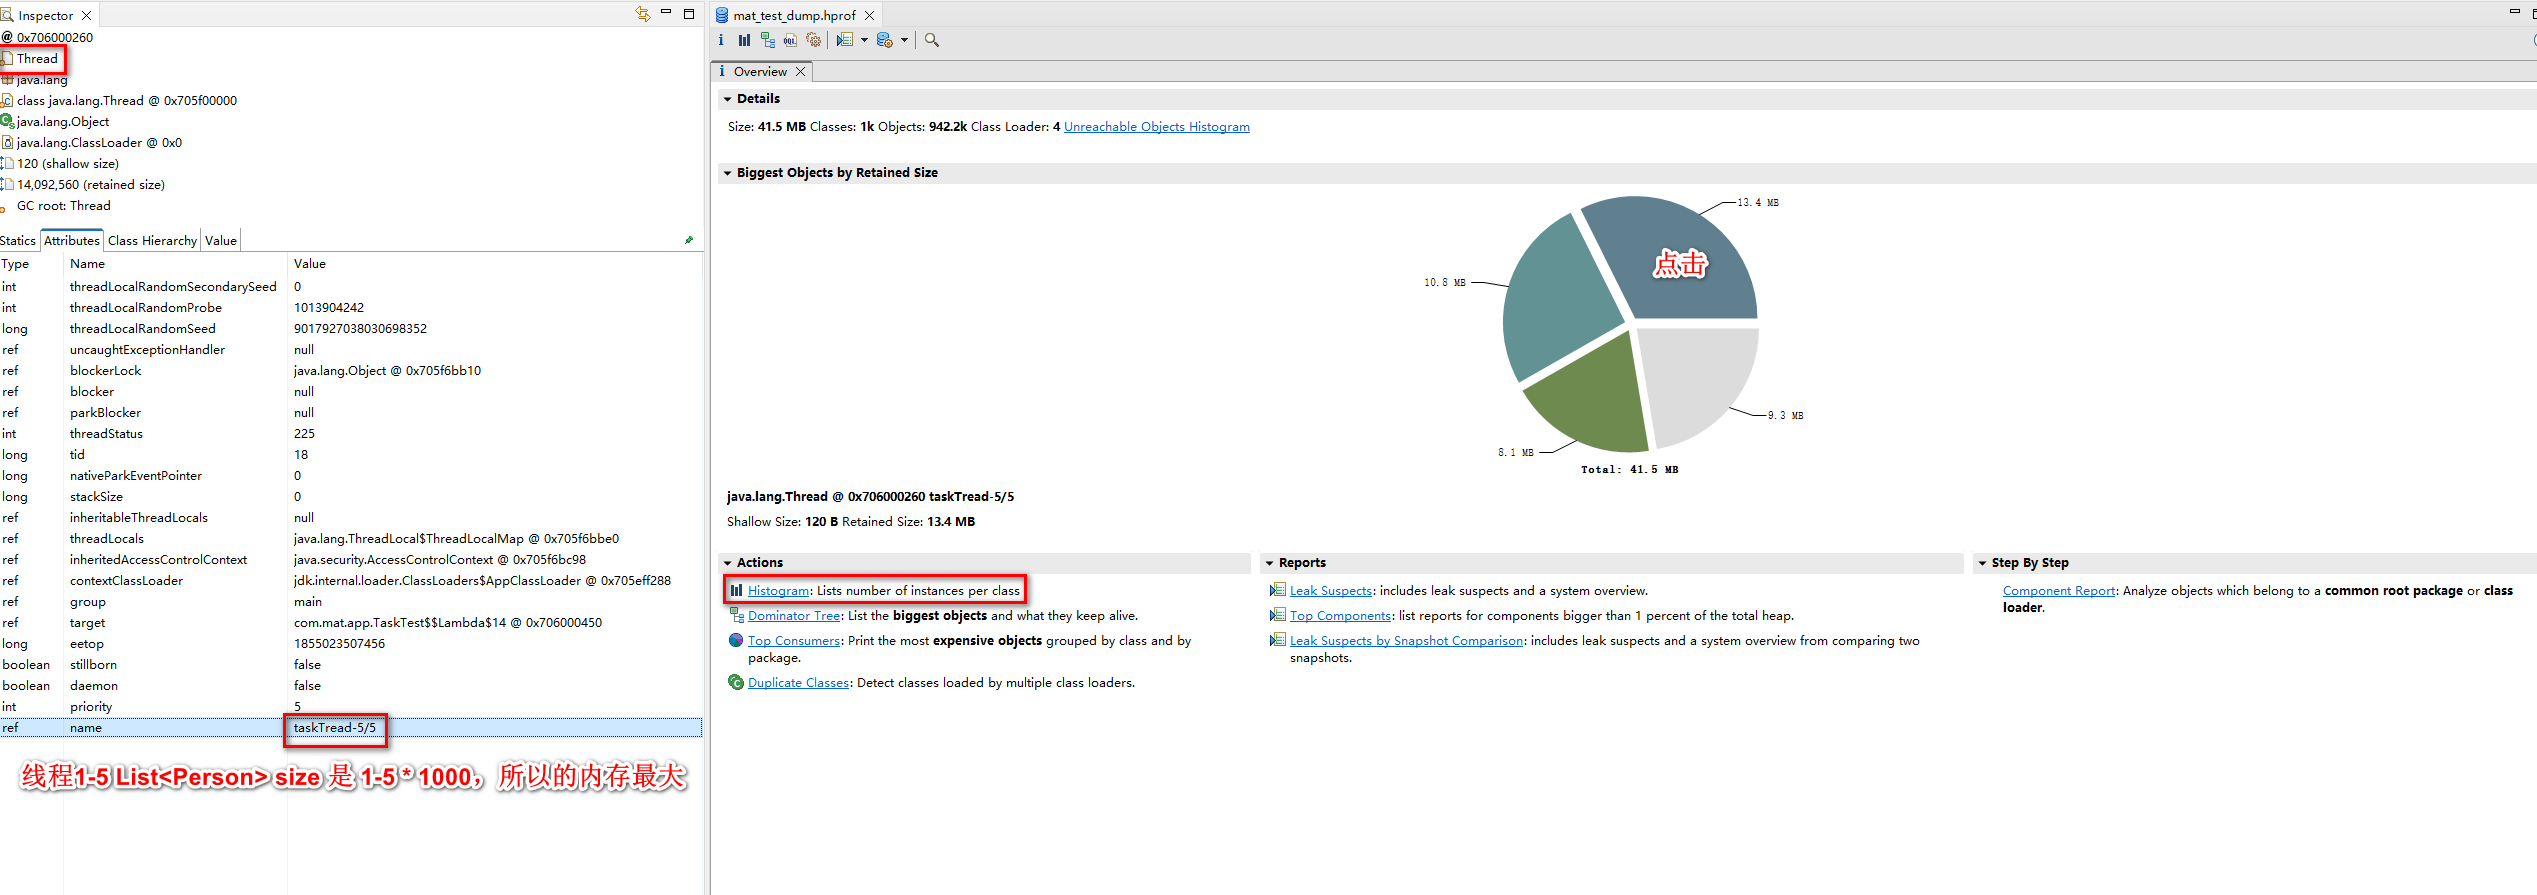 Inspector
@ 0x706000260
Thread
java.lang
class java.lang.Thread @ 0x705f00000
java.lang.Object
java.lang.ClassLoader @ 0x0
120 (shallow size)
14,092,560 (retained size)
GC root: Thread
Statics Attributes Class Hierarchy Value
Type Name Value
int threadLocalRandomSecondarySeed 0
int threadLocalRandomProbe 1013904242
long threadLocalRandomSeed 9017927038030698352
ref uncaughtExceptionHandler null
ref blockerLock java.lang.Object @ 0x705f6bb10
ref blocker null
ref parkBlocker null
int threadStatus 225
long tid 18
long nativeParkEventPointer 0
long stackSize 0
ref inheritableThreadLocals null
ref threadLocals java.lang.ThreadLocal$ThreadLocalMap @ 0x705f6bbe0
ref inheritedAccessControlContext java.security.AccessControlContext @ 0x705f6bc98
ref contextClassLoader jdk.internal.loader.ClassLoaders$AppClassLoader @ 0x705eff288
ref group main
ref target com.mat.app.TaskTest$$Lambda$14 @ 0x706000450
long eetop 1855023507456
boolean stillborn false
boolean daemon false
int priority 5
ref name taskTread-5/5
线程1-5 List<Person> size 是 1-5 * 1000，所以的内存最大
mat_test_dump.hprof
Overview
Details
Size: 41.5 MB Classes: 1k Objects: 942.2k Class Loader: 4 Unreachable Objects Histogram
Biggest Objects by Retained Size
13.4 MB
点击
10.8 MB
9.3 MB
8.1 MB
Total: 41.5 MB
java.lang.Thread @ 0x706000260 taskTread-5/5
Shallow Size: 120 B Retained Size: 13.4 MB
Actions
Histogram: Lists number of instances per class
Dominator Tree: List the biggest objects and what they keep alive.
Top Consumers: Print the most expensive objects grouped by class and by
package.
Duplicate Classes: Detect classes loaded by multiple class loaders.
Reports
Leak Suspects: includes leak suspects and a system overview.
Top Components: list reports for components bigger than 1 percent of the total heap.
Leak Suspects by Snapshot Comparison: includes leak suspects and a system overview from comparing two
snapshots.
Step By Step
Component Report: Analyze objects which belong to a common root package or class
loader.